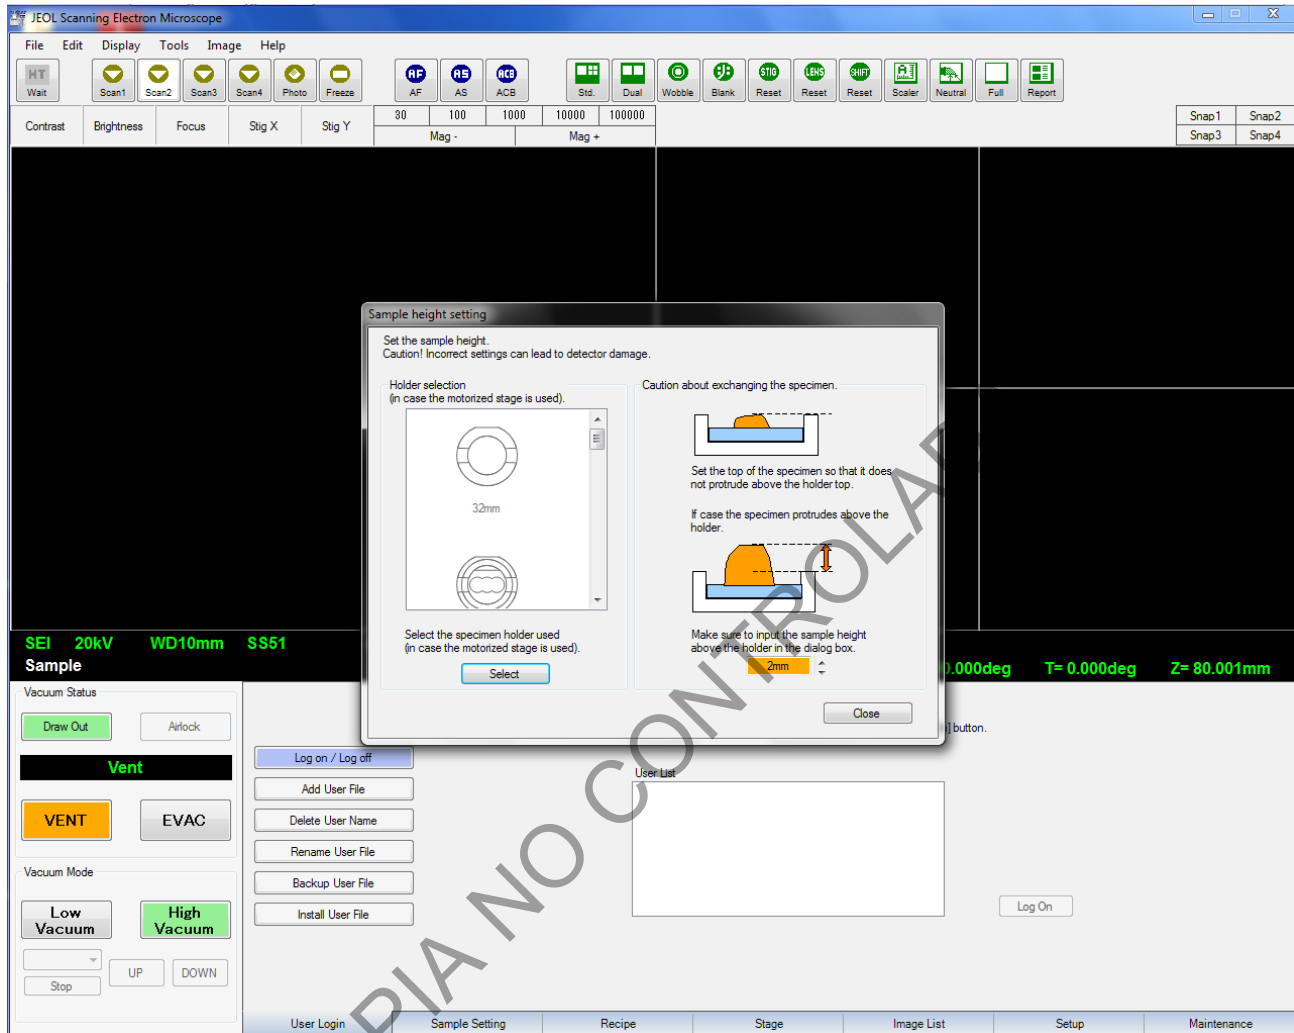 JEOL Scanning Electron Microscope
File Edit Display Tools Image Help
HT
Wait
Scan1 Scan2 Scan3 Scan4 Photo Freeze
AF AS ACB
AF AS ACB
STIG LENS SHIFT
Std. Dual Wobble Blank Reset Reset Reset Scaler Neutral Full Report
Contrast Brightness Focus Stig X Stig Y
30 100 1000 10000 100000
Mag - Mag +
Snap1 Snap2
Snap3 Snap4
Sample height setting
Set the sample height.
Caution! Incorrect settings can lead to detector damage.
Holder selection
(in case the motorized stage is used).
32mm
Select the specimen holder used
(in case the motorized stage is used).
Select
Caution about exchanging the specimen.
Set the top of the specimen so that it does
not protrude above the holder top.
If case the specimen protrudes above the
holder.
Make sure to input the sample height
above the holder in the dialog box.
2mm
Close
SEI 20kV WD10mm SS51
Sample
0.000deg T= 0.000deg Z= 80.001mm
Vacuum Status
Draw Out Airlock
Vent
VENT EVAC
Vacuum Mode
Low
Vacuum
High
Vacuum
UP DOWN
Stop
] button.
Log on / Log off
Add User File
Delete User Name
Rename User File
Backup User File
Install User File
User List
Log On
User Login Sample Setting Recipe Stage Image List Setup Maintenance
PIA NO CONTROLAD